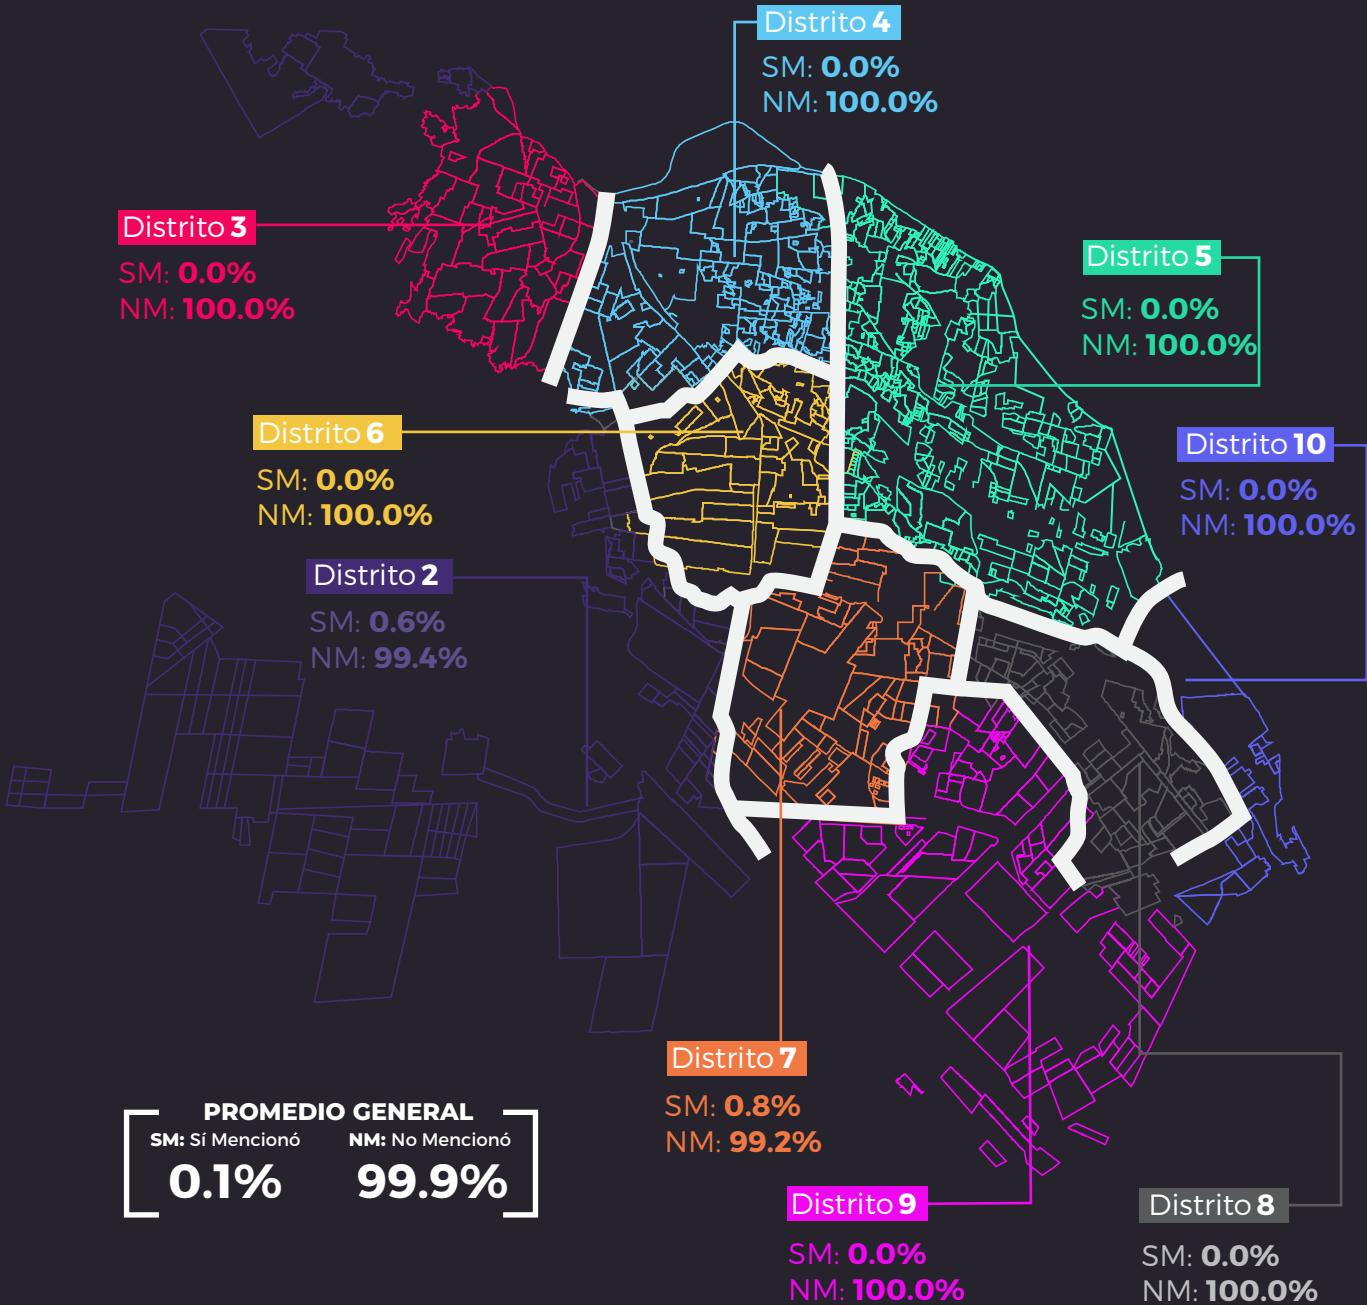 Distrito 4
SM: 0.0%
NM: 100.0%
Distrito 3
SM: 0.0%
NM: 100.0%
Distrito 5
SM: 0.0%
NM: 100.0%
Distrito 6
SM: 0.0%
NM: 100.0%
Distrito 10
SM: 0.0%
NM: 100.0%
Distrito 2
SM: 0.6%
NM: 99.4%
Distrito 7
SM: 0.8%
NM: 99.2%
PROMEDIO GENERAL
SM: Sí Mencionó NM: No Mencionó
0.1% 99.9%
Distrito 9
SM: 0.0%
NM: 100.0%
Distrito 8
SM: 0.0%
NM: 100.0%